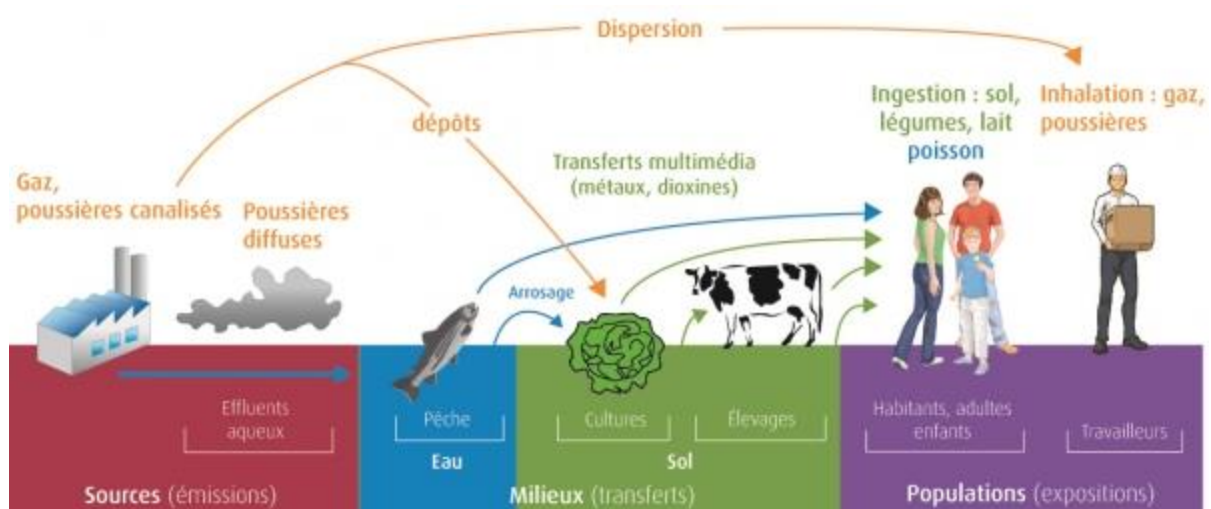 Dispersion
dépôts
Ingestion : sol,
légumes, lait
poisson
Inhalation : gaz,
poussières
Transferts multimédia
(métaux, dioxines)
Gaz,
poussières canalisés
Poussières
diffuses
Arrosage
Effluents
aqueux
Pêche
Cultures
Élevages
Habitants, adultes
enfants
Travailleurs
Eau
Sol
Sources (émissions)
Milieux (transferts)
Populations (expositions)